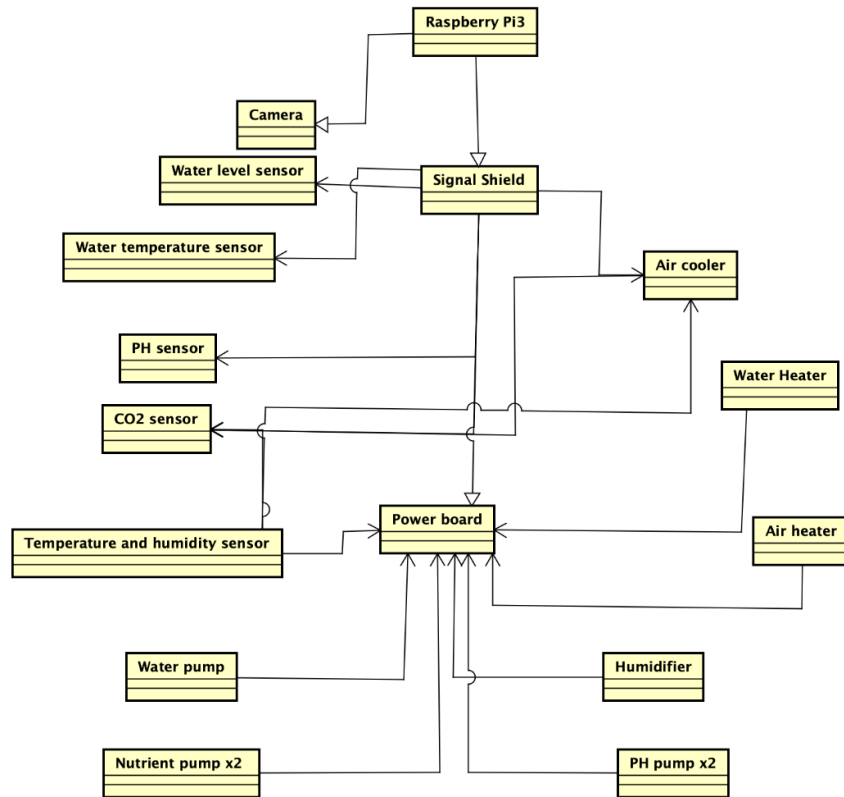 Raspberry Pi3
Camera
Water level sensor
Signal Shield
Water temperature sensor
Air cooler
PH sensor
Water Heater
CO2 sensor
Power board
Temperature and humidity sensor
Air heater
Water pump
Humidifier
Nutrient pump x2
PH pump x2